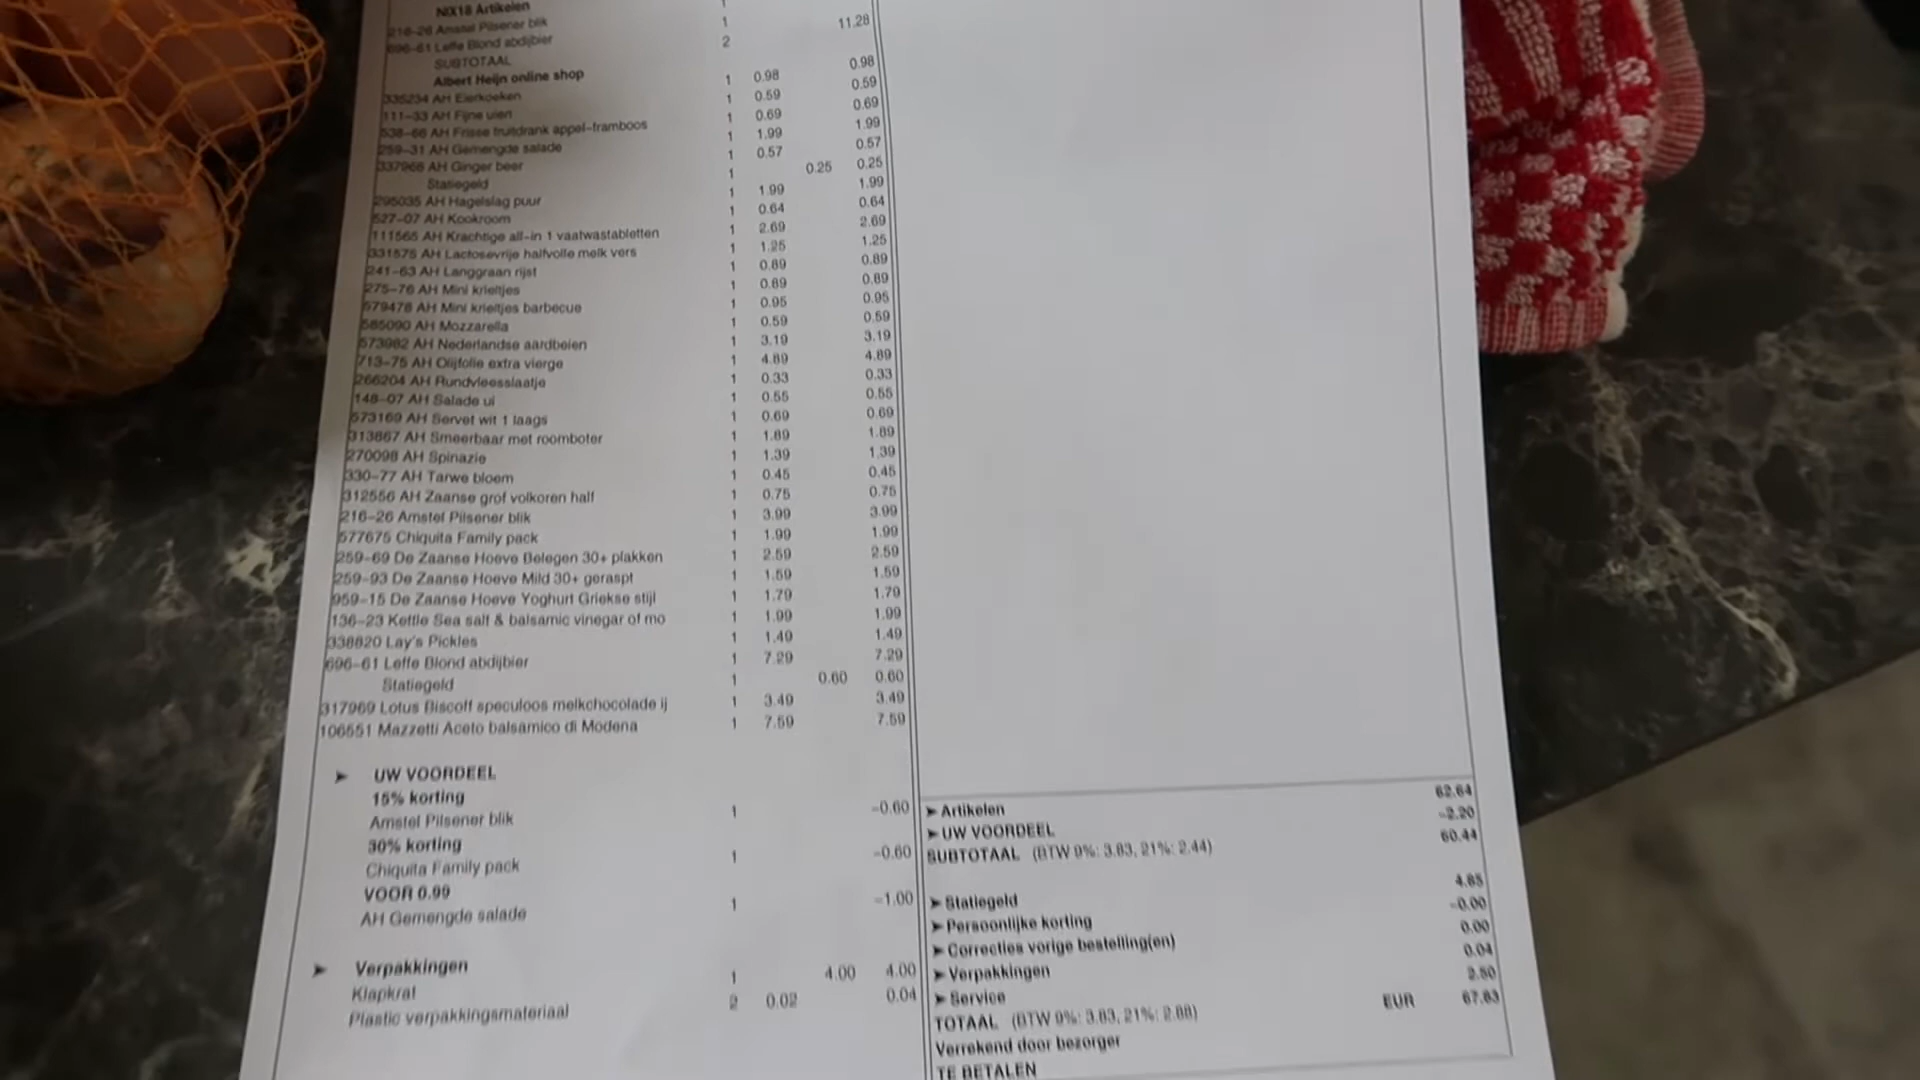 NIX18 Artikelen 1
216-26 Amstel Pilsener blik 1
696-61 Leffe Blond abdijbier 2 11.28
SUBTOTAAL
Albert Heijn online shop
335234 AH Eierkoeken 1 0.98 0.98
111-33 AH Fijne uien 1 0.59 0.59
538-66 AH Frisse fruitdrank appel-framboos 1 0.69 0.69
259-31 AH Gemengde salade 1 1.99 1.99
337966 AH Ginger beer 1 0.57 0.57
Statiegeld 1 0.25 0.25
295035 AH Hagelslag puur 1 1.99 1.99
527-07 AH Kookroom 1 0.64 0.64
111565 AH Krachtige all-in 1 vaatwastabletten 1 2.69 2.69
331575 AH Lactosevrije halfvolle melk vers 1 1.25 1.25
241-63 AH Langgraan rijst 1 0.89 0.89
275-76 AH Mini krieltjes 1 0.89 0.89
579478 AH Mini krieltjes barbecue 1 0.95 0.95
585090 AH Mozzarella 1 0.59 0.59
573982 AH Nederlandse aardbeien 1 3.19 3.19
713-75 AH Olijfolie extra vierge 1 4.89 4.89
266204 AH Rundvleesslaatje 1 0.33 0.33
148-07 AH Salade ui 1 0.55 0.55
573169 AH Servet wit 1 laags 1 0.69 0.69
313867 AH Smeerbaar met roomboter 1 1.89 1.89
270098 AH Spinazie 1 1.39 1.39
330-77 AH Tarwe bloem 1 0.45 0.45
312556 AH Zaanse grof volkoren half 1 0.75 0.75
216-26 Amstel Pilsener blik 1 3.99 3.99
577675 Chiquita Family pack 1 1.99 1.99
259-69 De Zaanse Hoeve Belegen 30+ plakken 1 2.59 2.59
259-93 De Zaanse Hoeve Mild 30+ geraspt 1 1.59 1.59
959-15 De Zaanse Hoeve Yoghurt Griekse stijl 1 1.79 1.79
136-23 Kettle Sea salt & balsamic vinegar of mo 1 1.99 1.99
338820 Lay's Pickles 1 1.49 1.49
696-61 Leffe Blond abdijbier 1 7.29 7.29
Statiegeld 1 0.60 0.60
317969 Lotus Biscoff speculoos melkchocolade ij 1 3.49 3.49
106551 Mazzetti Aceto balsamico di Modena 1 7.59 7.59
➤ UW VOORDEEL
15% korting
Amstel Pilsener blik 1 -0.60
30% korting
Chiquita Family pack 1 -0.60
VOOR 0.99
AH Gemengde salade 1 -1.00
➤ Verpakkingen
Klapkrat 1 4.00 4.00
Plastic verpakkingsmateriaal 2 0.02 0.04
➤ Artikelen 62.64
➤ UW VOORDEEL -2.20
SUBTOTAAL (BTW 9%: 3.83, 21%: 2.44) 60.44
➤ Statiegeld 4.85
➤ Persoonlijke korting -0.00
➤ Correcties vorige bestelling(en) 0.00
➤ Verpakkingen 0.04
➤ Service 2.50
TOTAAL (BTW 9%: 3.83, 21%: 2.88) EUR 67.83
Verrekend door bezorger
TE BETALEN